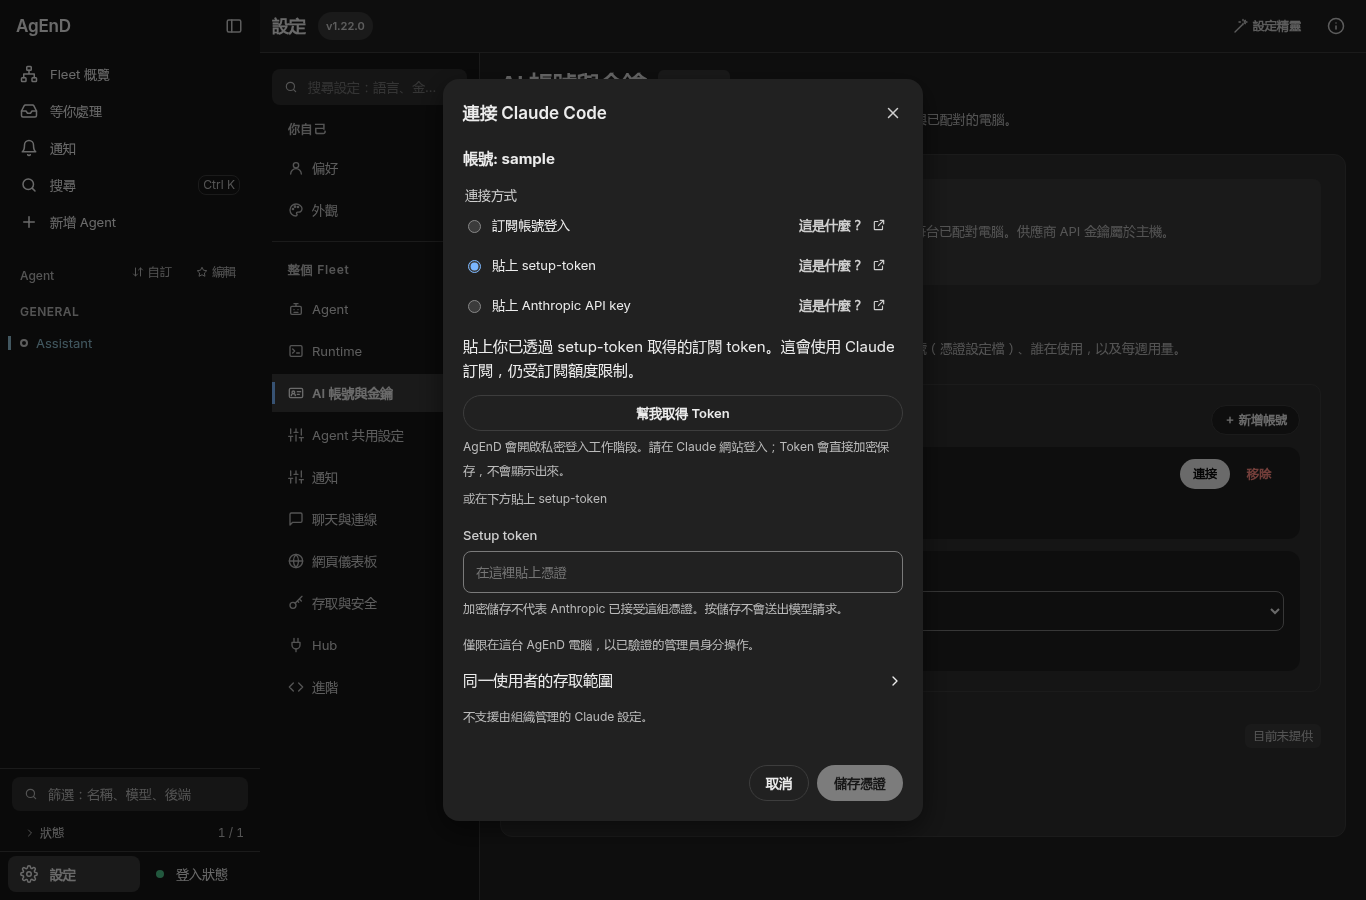 AgEnD
Fleet 概覽
等你處理
通知
搜尋
Ctrl K
新增 Agent
Agent
自訂
編輯
GENERAL
Assistant
篩選：名稱、模型、後端
狀態
1 / 1
設定
登入狀態
設定
v1.22.0
設定精靈
搜尋設定：語言、金...
你自己
偏好
外觀
整個 Fleet
Agent
Runtime
AI 帳號與金鑰
Agent 共用設定
通知
聊天與連線
網頁儀表板
存取與安全
Hub
進階
已配對的電腦。
台已配對電腦。供應商 API 金鑰屬於主機。
（憑證設定檔）、誰在使用，以及每週用量。
+ 新增帳號
連接
移除
目前未提供
連接 Claude Code
帳號: sample
連接方式
訂閱帳號登入
這是什麼？
貼上 setup-token
這是什麼？
貼上 Anthropic API key
這是什麼？
貼上你已透過 setup-token 取得的訂閱 token。這會使用 Claude
訂閱，仍受訂閱額度限制。
幫我取得 Token
AgEnD 會開啟私密登入工作階段。請在 Claude 網站登入；Token 會直接加密保
存，不會顯示出來。
或在下方貼上 setup-token
Setup token
在這裡貼上憑證
加密儲存不代表 Anthropic 已接受這組憑證。按儲存不會送出模型請求。
僅限在這台 AgEnD 電腦，以已驗證的管理員身分操作。
同一使用者的存取範圍
不支援由組織管理的 Claude 設定。
取消
儲存憑證